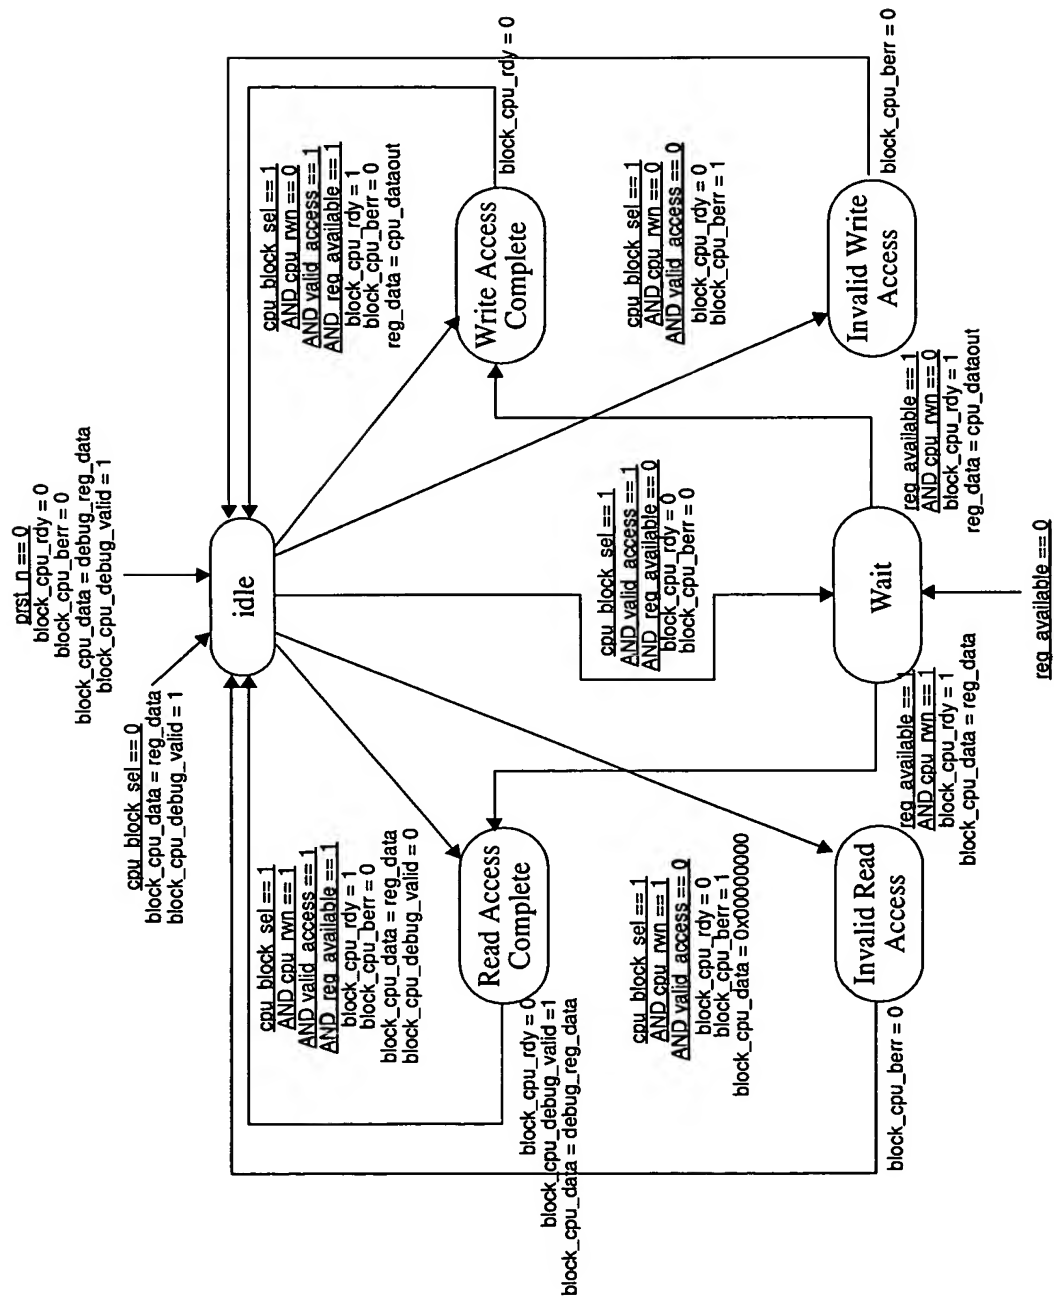 prst_n == 0
block_cpu_rdy = 0
block_cpu_berr = 0
block_cpu_data = debug_reg_data
block_cpu_debug_valid = 1
cpu_block_sel == 0
block_cpu_data = reg_data
block_cpu_debug_valid = 1
idle
cpu_block_sel == 1
AND cpu_rwn == 1
AND valid_access == 1
AND reg_available == 1
block_cpu_rdy = 1
block_cpu_berr = 0
block_cpu_data = reg_data
block_cpu_debug_valid = 0
cpu_block_sel == 1
AND cpu_rwn == 0
AND valid_access == 1
AND reg_available == 1
block_cpu_rdy = 1
block_cpu_berr = 0
reg_data = cpu_dataout
Read Access
Complete
Write Access
Complete
block_cpu_rdy = 0
block_cpu_rdy = 0
block_cpu_debug_valid =1
block_cpu_data = debug_reg_data
cpu_block_sel == 1
AND cpu_rwn == 1
AND valid_access == 0
block_cpu_rdy = 0
block_cpu_berr = 1
block_cpu_data = 0x00000000
cpu_block_sel == 1
AND valid_access == 1
AND reg_available == 0
block_cpu_rdy = 0
block_cpu_berr = 0
cpu_block_sel == 1
AND cpu_rwn == 0
AND valid_access == 0
block_cpu_rdy = 0
block_cpu_berr = 1
Invalid Read
Access
Wait
Invalid Write
Access
block_cpu_berr = 0
block_cpu_berr = 0
reg_available == 1
AND cpu_rwn == 1
block_cpu_rdy = 1
block_cpu_data = reg_data
reg_available == 1
AND cpu_rwn == 0
block_cpu_rdy = 1
reg_data = cpu_dataout
reg_available == 0